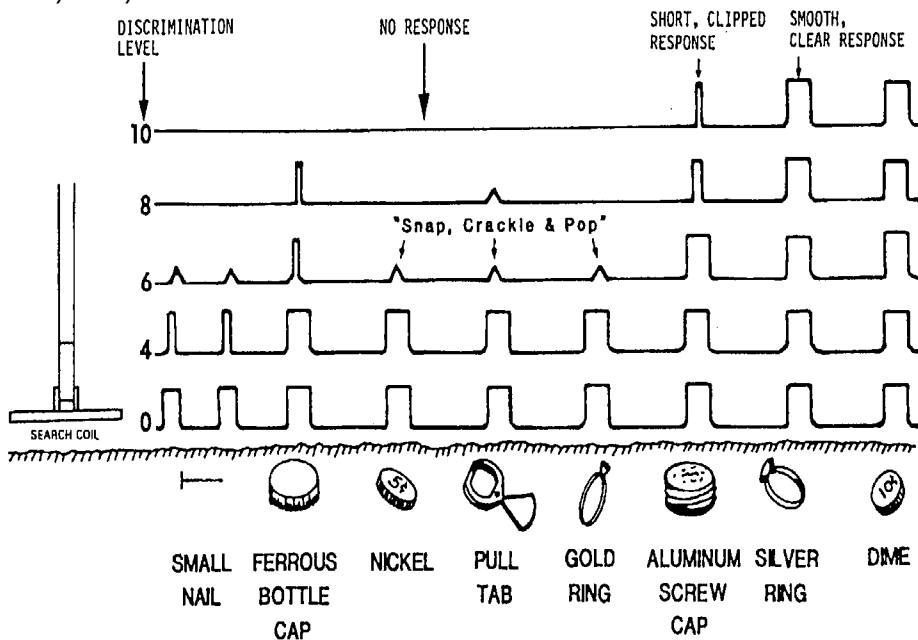 DISCRIMINATION
LEVEL
NO RESPONSE
SHORT, CLIPPED
RESPONSE
SMOOTH,
CLEAR RESPONSE
10
8
"Snap, Crackle & Pop"
6
4
0
SEARCH COIL
5¢
10¢
SMALL
NAIL
FERROUS
BOTTLE
CAP
NICKEL
PULL
TAB
GOLD
RING
ALUMINUM
SCREW
CAP
SILVER
RING
DIME